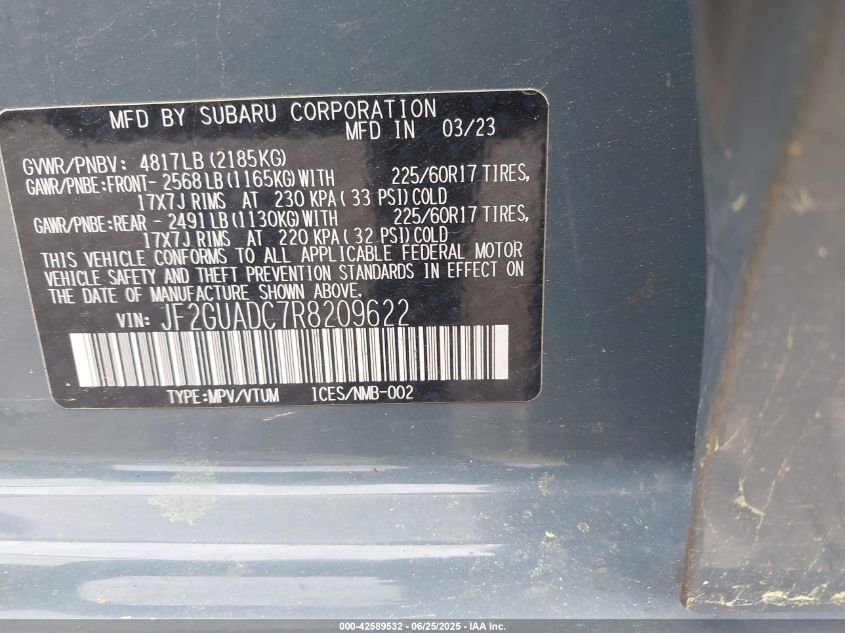 MFD BY SUBARU CORPORATION
MFD IN 03/23
GVWR/PNBV: 4817LB (2185KG)
GAWR/PNBE:FRONT- 2568LB (1165KG) WITH 225/60R17 TIRES,
17X7J RIMS AT 230 KPA ( 33 PSI) COLD
GAWR/PNBE:REAR - 2491LB (1130KG) WITH 225/60R17 TIRES,
17X7J RIMS AT 220 KPA ( 32 PSI) COLD
THIS VEHICLE CONFORMS TO ALL APPLICABLE FEDERAL MOTOR
VEHICLE SAFETY AND THEFT PREVENTION STANDARDS IN EFFECT ON
THE DATE OF MANUFACTURE SHOWN ABOVE.
VIN: JF2GUADC7R8209622
TYPE:MPV/VTUM ICES/NMB-002
000-42589532 - 06/25/2025 - IAA Inc.